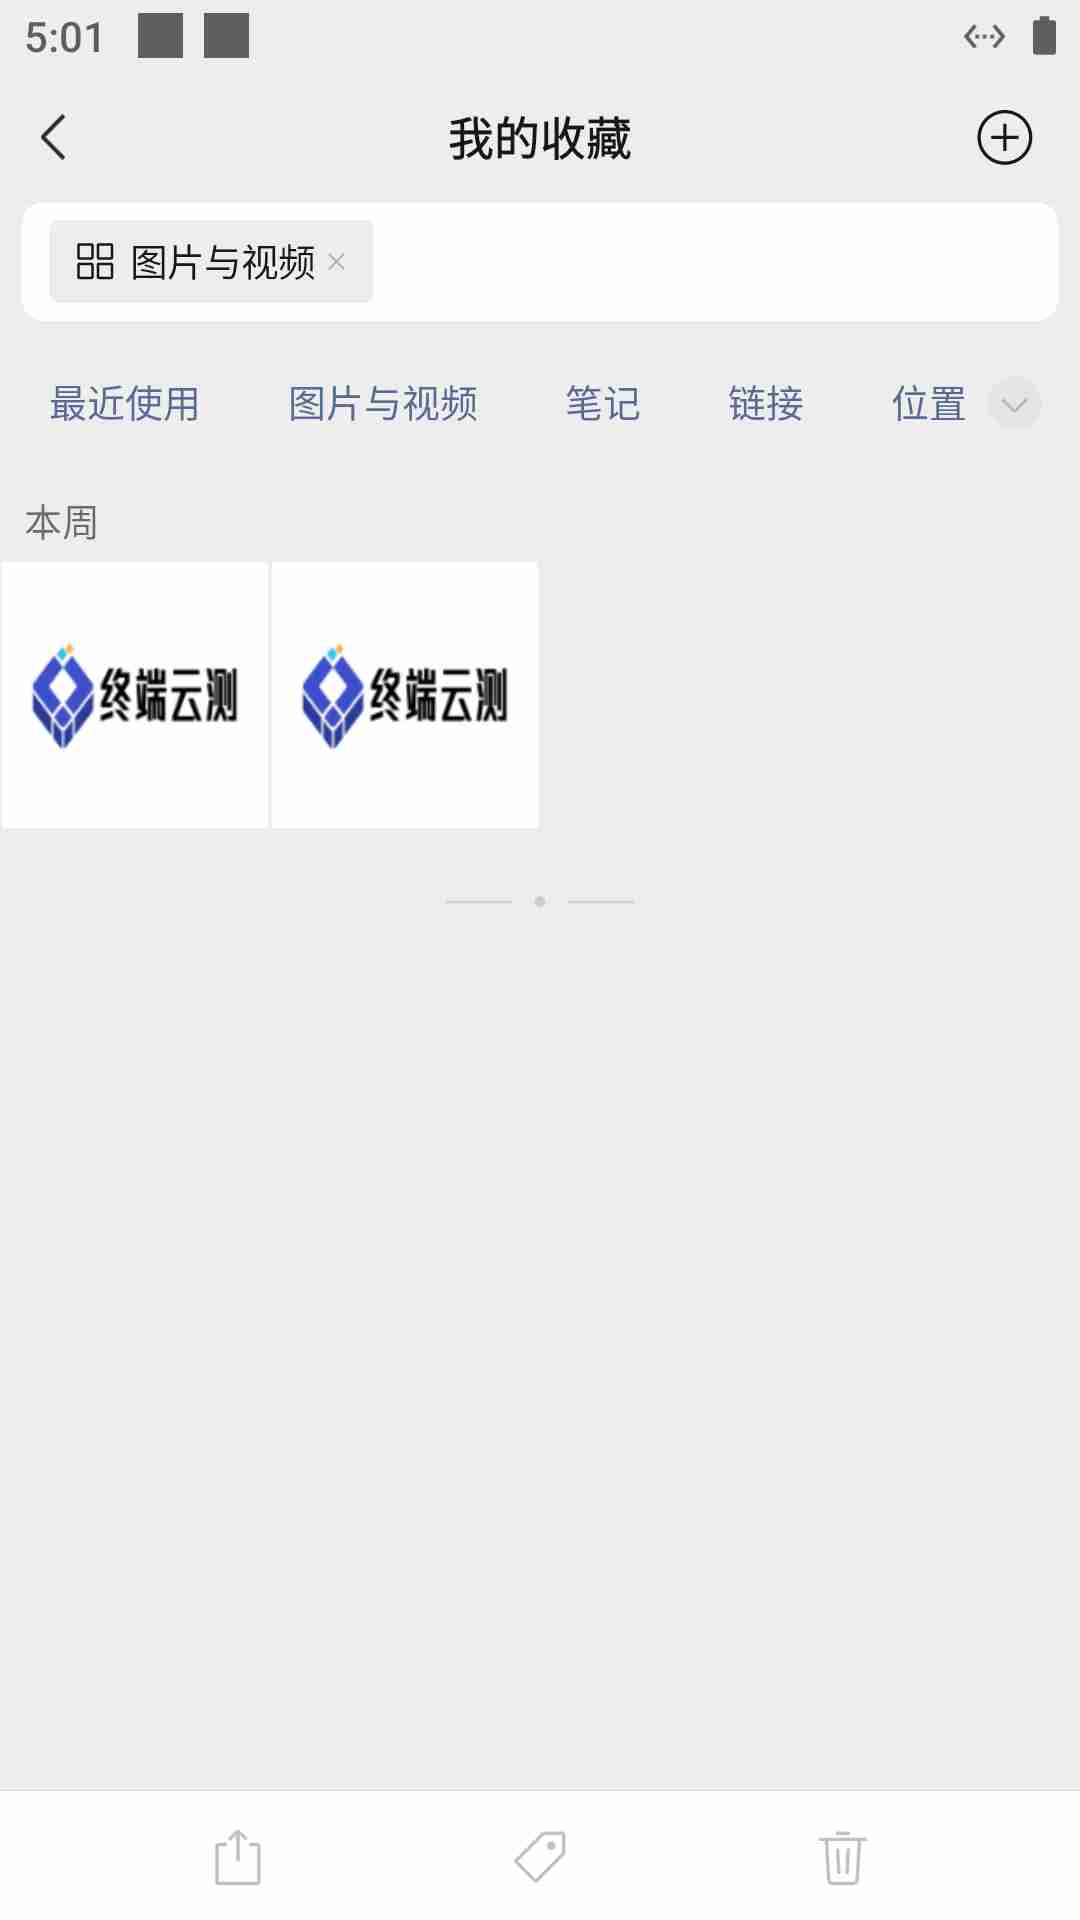 5:01
我的收藏
图片与视频
最近使用 图片与视频 笔记 链接 位置
本周
终端云测 终端云测